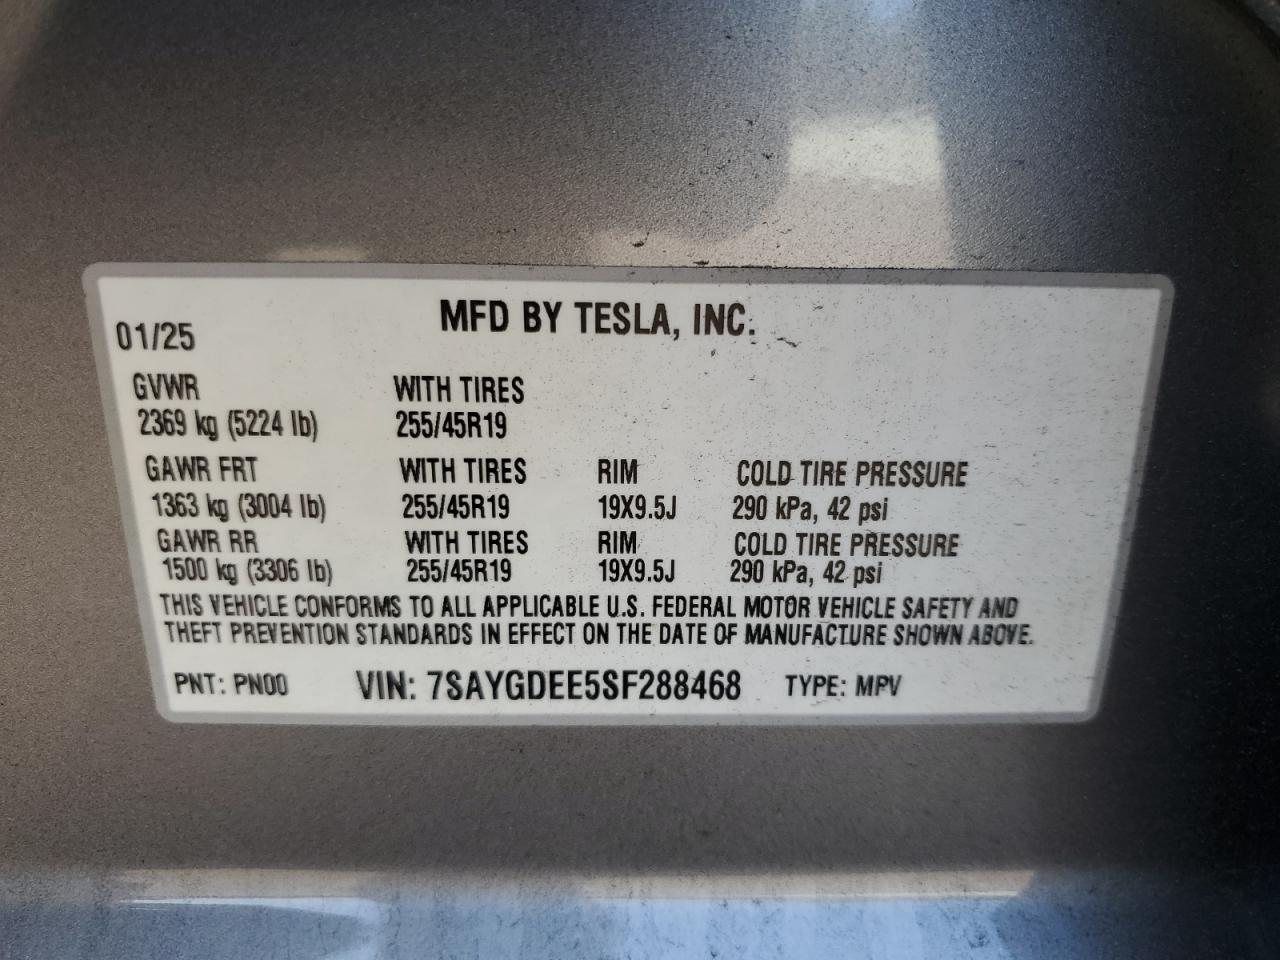 MFD BY TESLA, INC.
01/25
GVWR WITH TIRES
2369 kg (5224 lb) 255/45R19
GAWR FRT WITH TIRES RIM COLD TIRE PRESSURE
1363 kg (3004 lb) 255/45R19 19X9.5J 290 kPa, 42 psi
GAWR RR WITH TIRES RIM COLD TIRE PRESSURE
1500 kg (3306 lb) 255/45R19 19X9.5J 290 kPa, 42 psi
THIS VEHICLE CONFORMS TO ALL APPLICABLE U.S. FEDERAL MOTOR VEHICLE SAFETY AND
THEFT PREVENTION STANDARDS IN EFFECT ON THE DATE OF MANUFACTURE SHOWN ABOVE.
PNT: PN00 VIN: 7SAYGDEE5SF288468 TYPE: MPV